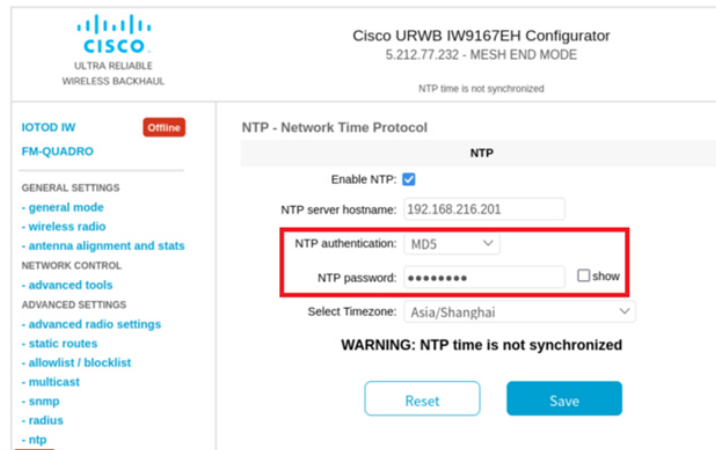 CISCO
ULTRA RELIABLE
WIRELESS BACKHAUL
Cisco URWB IW9167EH Configurator
5.212.77.232 - MESH END MODE
NTP time is not synchronized
IOTOD IW Offline
FM-QUADRO
GENERAL SETTINGS
- general mode
- wireless radio
- antenna alignment and stats
NETWORK CONTROL
- advanced tools
ADVANCED SETTINGS
- advanced radio settings
- static routes
- allowlist / blocklist
- multicast
- snmp
- radius
- ntp
NTP - Network Time Protocol
NTP
Enable NTP:
NTP server hostname: 192.168.216.201
NTP authentication: MD5
NTP password: ●●●●●●●● show
Select Timezone: Asia/Shanghai
WARNING: NTP time is not synchronized
Reset Save